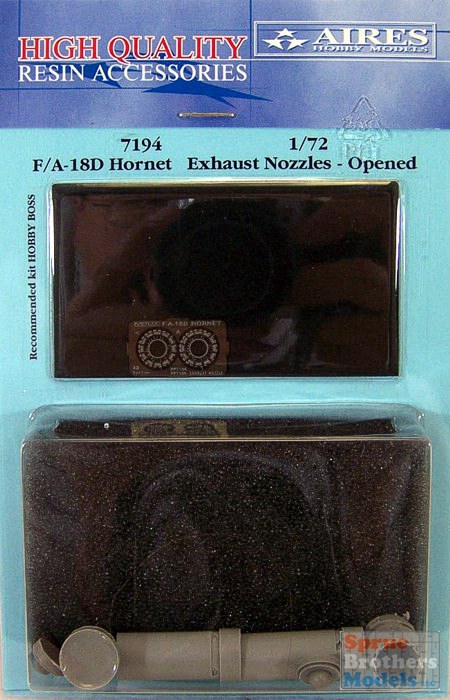 HIGH QUALITY
RESIN ACCESSORIES
AIRES
HOBBY MODELS
7194 1/72
F/A-18D Hornet Exhaust Nozzles - Opened
Recommended kit HOBBY BOSS
F/A-18D HORNET
Sprue
Brothers
Models LLC